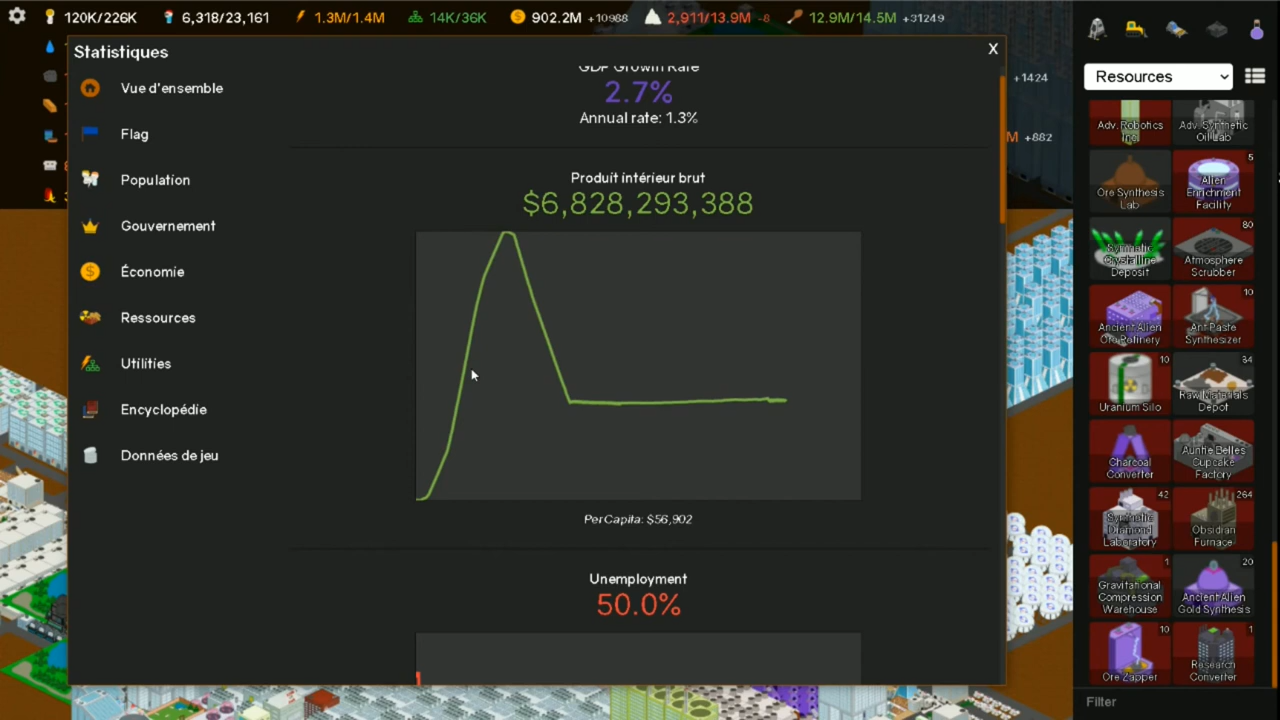 120K/226K 6,318/23,161 1.3M/1.4M 14K/36K 902.2M +10988 2,911/13.9M -8 12.9M/14.5M +31249
Statistiques X
Vue d'ensemble
Flag
Population
Gouvernement
Économie
Ressources
Utilities
Encyclopédie
Données de jeu
GDP Growth Rate
2.7%
Annual rate: 1.3%
Produit intérieur brut
$6,828,293,388
Per Capita: $56,902
Unemployment
50.0%
+1424
M +882
Resources
Adv. Robotics Inc.
Adv. Synthetic Oil Lab
Ore Synthesis Lab
5 Alien Enrichment Facility
Synthetic Crystalline Deposit
80 Atmosphere Scrubber
Ancient Alien Ore Refinery
10 Ant Paste Synthesizer
10 Uranium Silo
84 Raw Materials Depot
Charcoal Converter
Auntie Belle's Cupcake Factory
42 Synthetic Diamond Laboratory
264 Obsidian Furnace
1 Gravitational Compression Warehouse
20 Ancient Alien Gold Synthesis
10 Ore Zapper
1 Research Converter
Filter